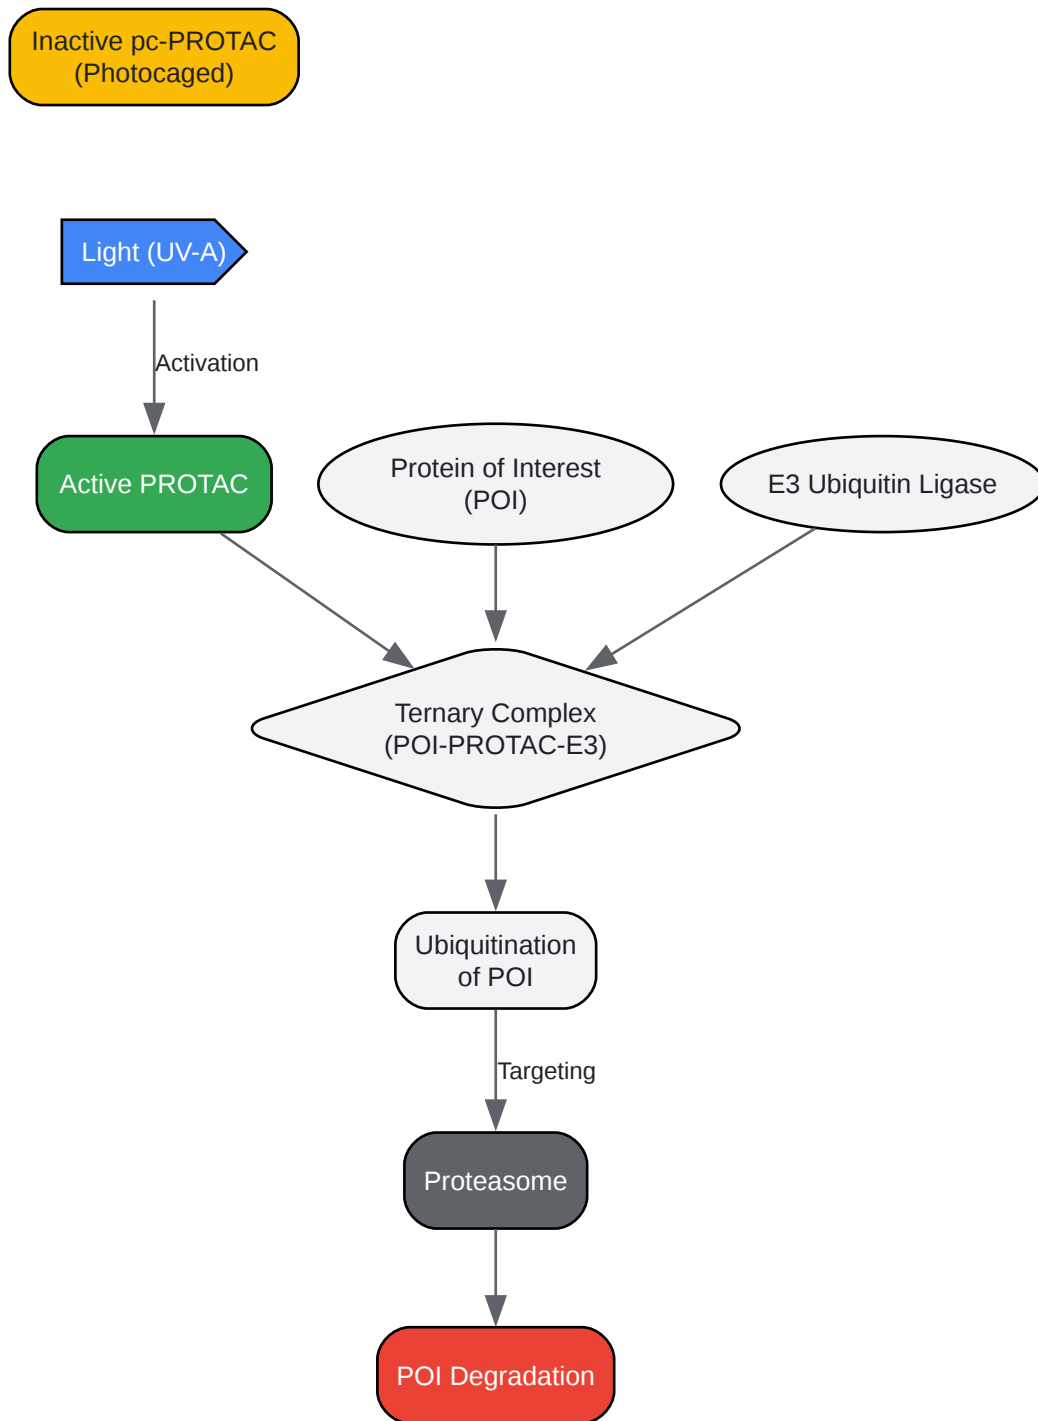 Inactive pc-PROTAC
(Photocaged)
Light (UV-A)
Activation
Active PROTAC
Protein of Interest
(POI)
E3 Ubiquitin Ligase
Ternary Complex
(POI-PROTAC-E3)
Ubiquitination
of POI
Targeting
Proteasome
POI Degradation